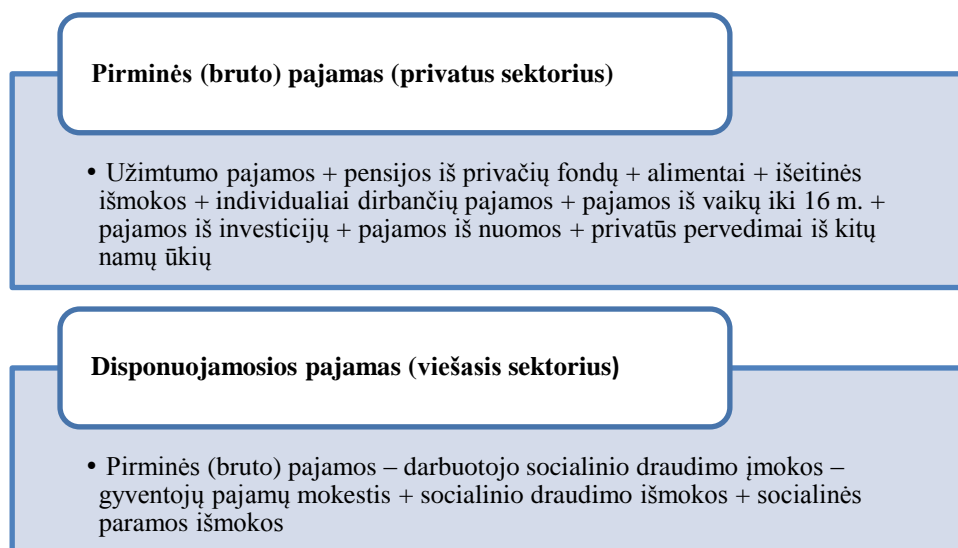 Pirminės (bruto) pajamas (privatus sektorius)
• Užimtumo pajamos + pensijos iš privačių fondų + alimentai + išeitinės
išmokos + individualiai dirbančių pajamos + pajamos iš vaikų iki 16 m. +
pajamos iš investicijų + pajamos iš nuomos + privatūs pervedimai iš kitų
namų ūkių
Disponuojamosios pajamas (viešasis sektorius)
• Pirminės (bruto) pajamos – darbuotojo socialinio draudimo įmokos –
gyventojų pajamų mokestis + socialinio draudimo išmokos + socialinės
paramos išmokos